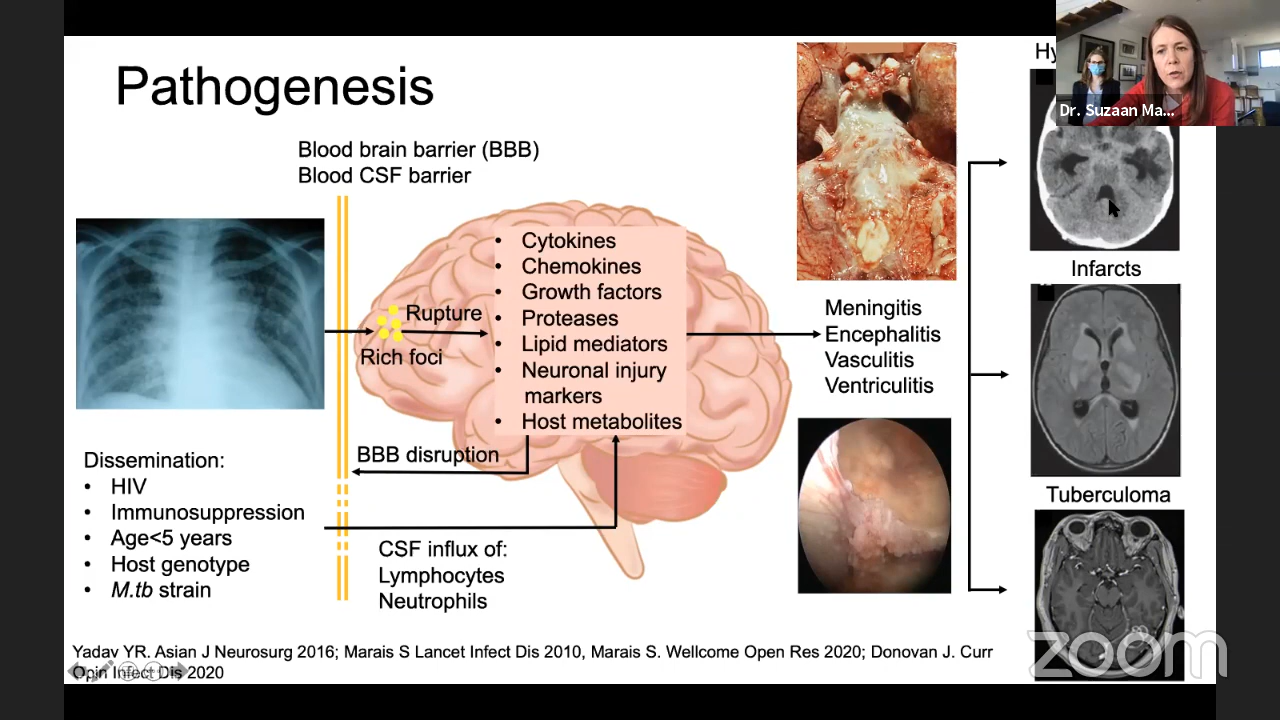 Pathogenesis
Hy
Dr. Suzaan Ma...
Blood brain barrier (BBB)
Blood CSF barrier
• Cytokines
• Chemokines
• Growth factors
• Proteases
• Lipid mediators
• Neuronal injury
markers
• Host metabolites
Rupture
Rich foci
BBB disruption
Meningitis
Encephalitis
Vasculitis
Ventriculitis
Infarcts
Tuberculoma
Dissemination:
• HIV
• Immunosuppression
• Age<5 years
• Host genotype
• M.tb strain
CSF influx of:
Lymphocytes
Neutrophils
Yadav YR. Asian J Neurosurg 2016; Marais S Lancet Infect Dis 2010, Marais S. Wellcome Open Res 2020; Donovan J. Curr
Opin Infect Dis 2020
zoom